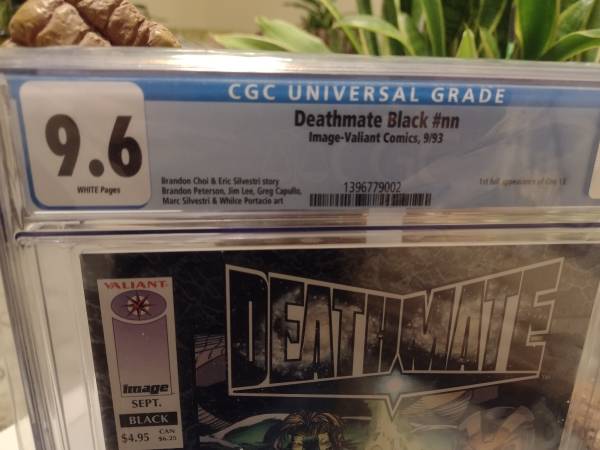 CGC UNIVERSAL GRADE
9.6
WHITE Pages
Deathmate Black #nn
Image-Valiant Comics, 9/93
Brandon Choi & Eric Silvestri story
Brandon Peterson, Jim Lee, Greg Capullo,
Marc Silvestri & Whilce Portacio art
1396779002
1st full appearance of Gen 13
VALIANT
image
SEPT.
BLACK
$4.95 CAN $6.25
DEATHMATE